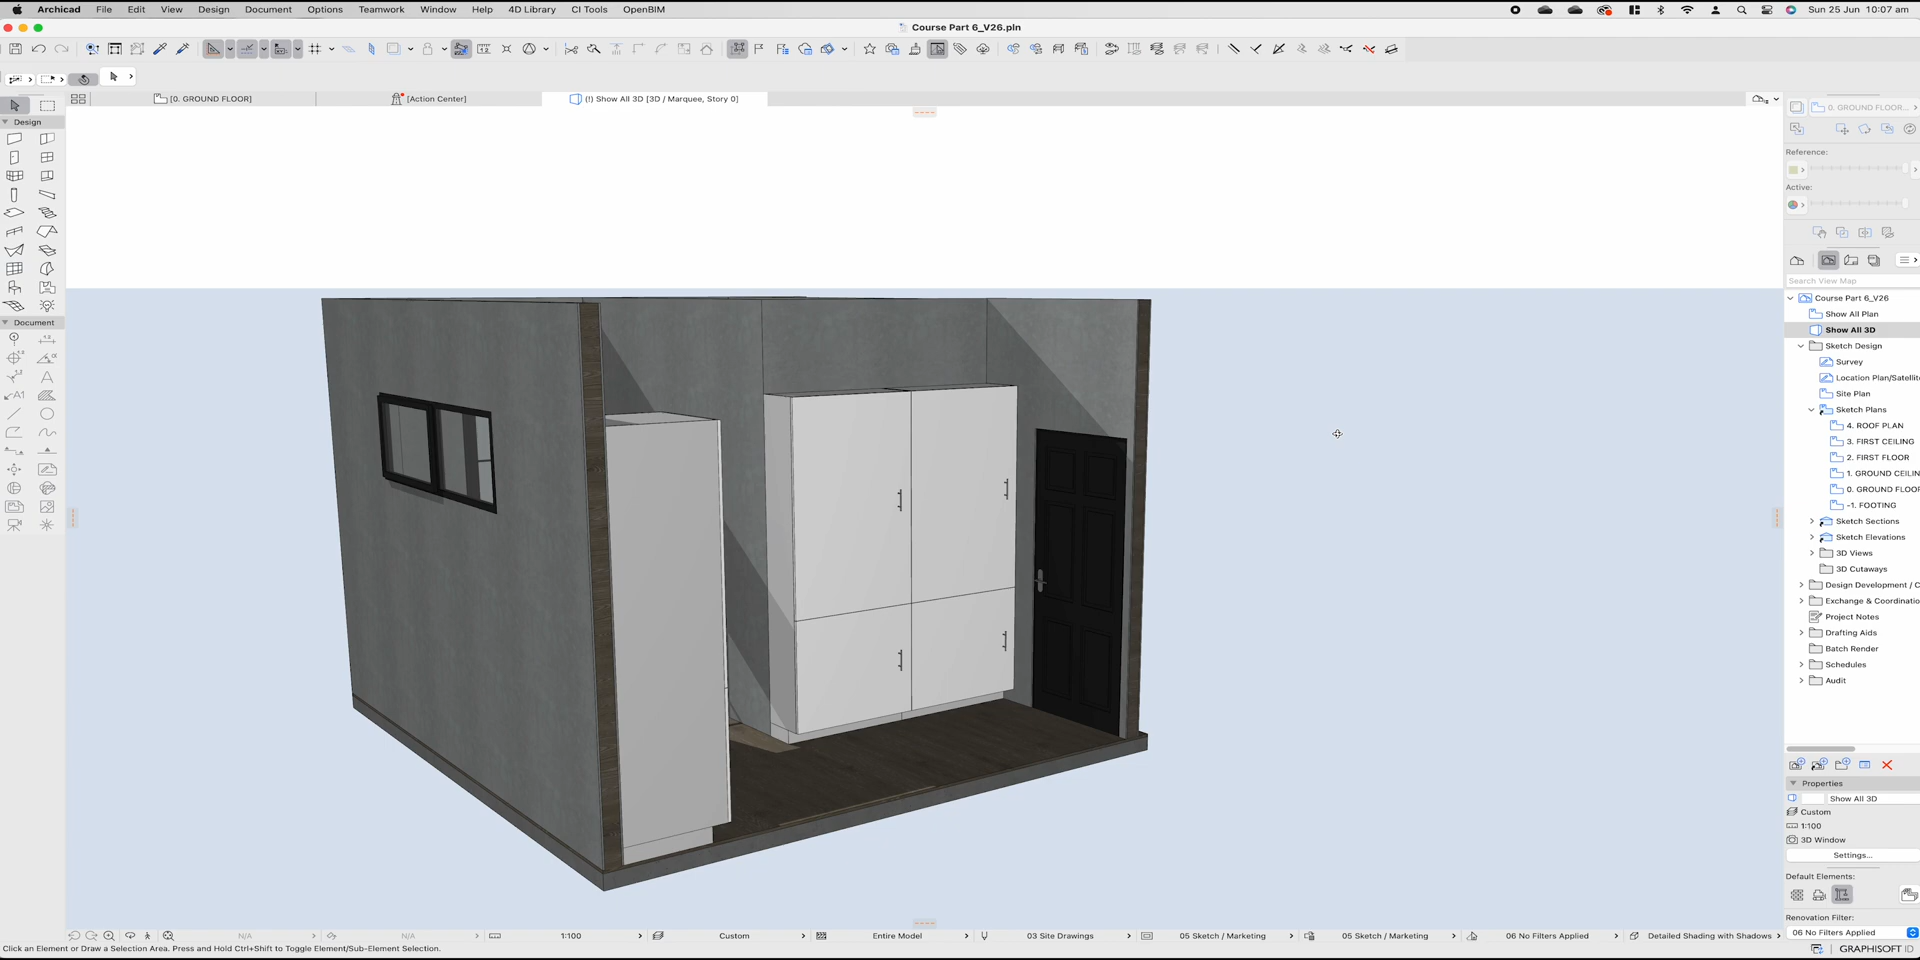 Archicad File Edit View Design Document Options Teamwork Window Help 4D Library CI Tools OpenBIM Sun 25 Jun 10:07 am
Course Part 6_V26.pln
[0. GROUND FLOOR] [Action Center] (!) Show All 3D [3D / Marquee, Story 0]
0. GROUND FLOOR...
Design
Reference:
Active:
Search View Map
Course Part 6_V26
Show All Plan
Document
Show All 3D
Sketch Design
Survey
Location Plan/Satellit
Site Plan
Sketch Plans
4. ROOF PLAN
3. FIRST CEILING
2. FIRST FLOOR
1. GROUND CEILIN
0. GROUND FLOOR
-1. FOOTING
Sketch Sections
Sketch Elevations
3D Views
3D Cutaways
Design Development / C
Exchange & Coordinatio
Project Notes
Drafting Aids
Batch Render
Schedules
Audit
Properties
Show All 3D
Custom
1:100
3D Window
Settings...
Default Elements:
Renovation Filter:
06 No Filters Applied
N/A N/A 1:100 Custom Entire Model 03 Site Drawings 05 Sketch / Marketing 05 Sketch / Marketing 06 No Filters Applied Detailed Shading with Shadows
Click an Element or Draw a Selection Area. Press and Hold Ctrl+Shift to Toggle Element/Sub-Element Selection.
GRAPHISOFT ID